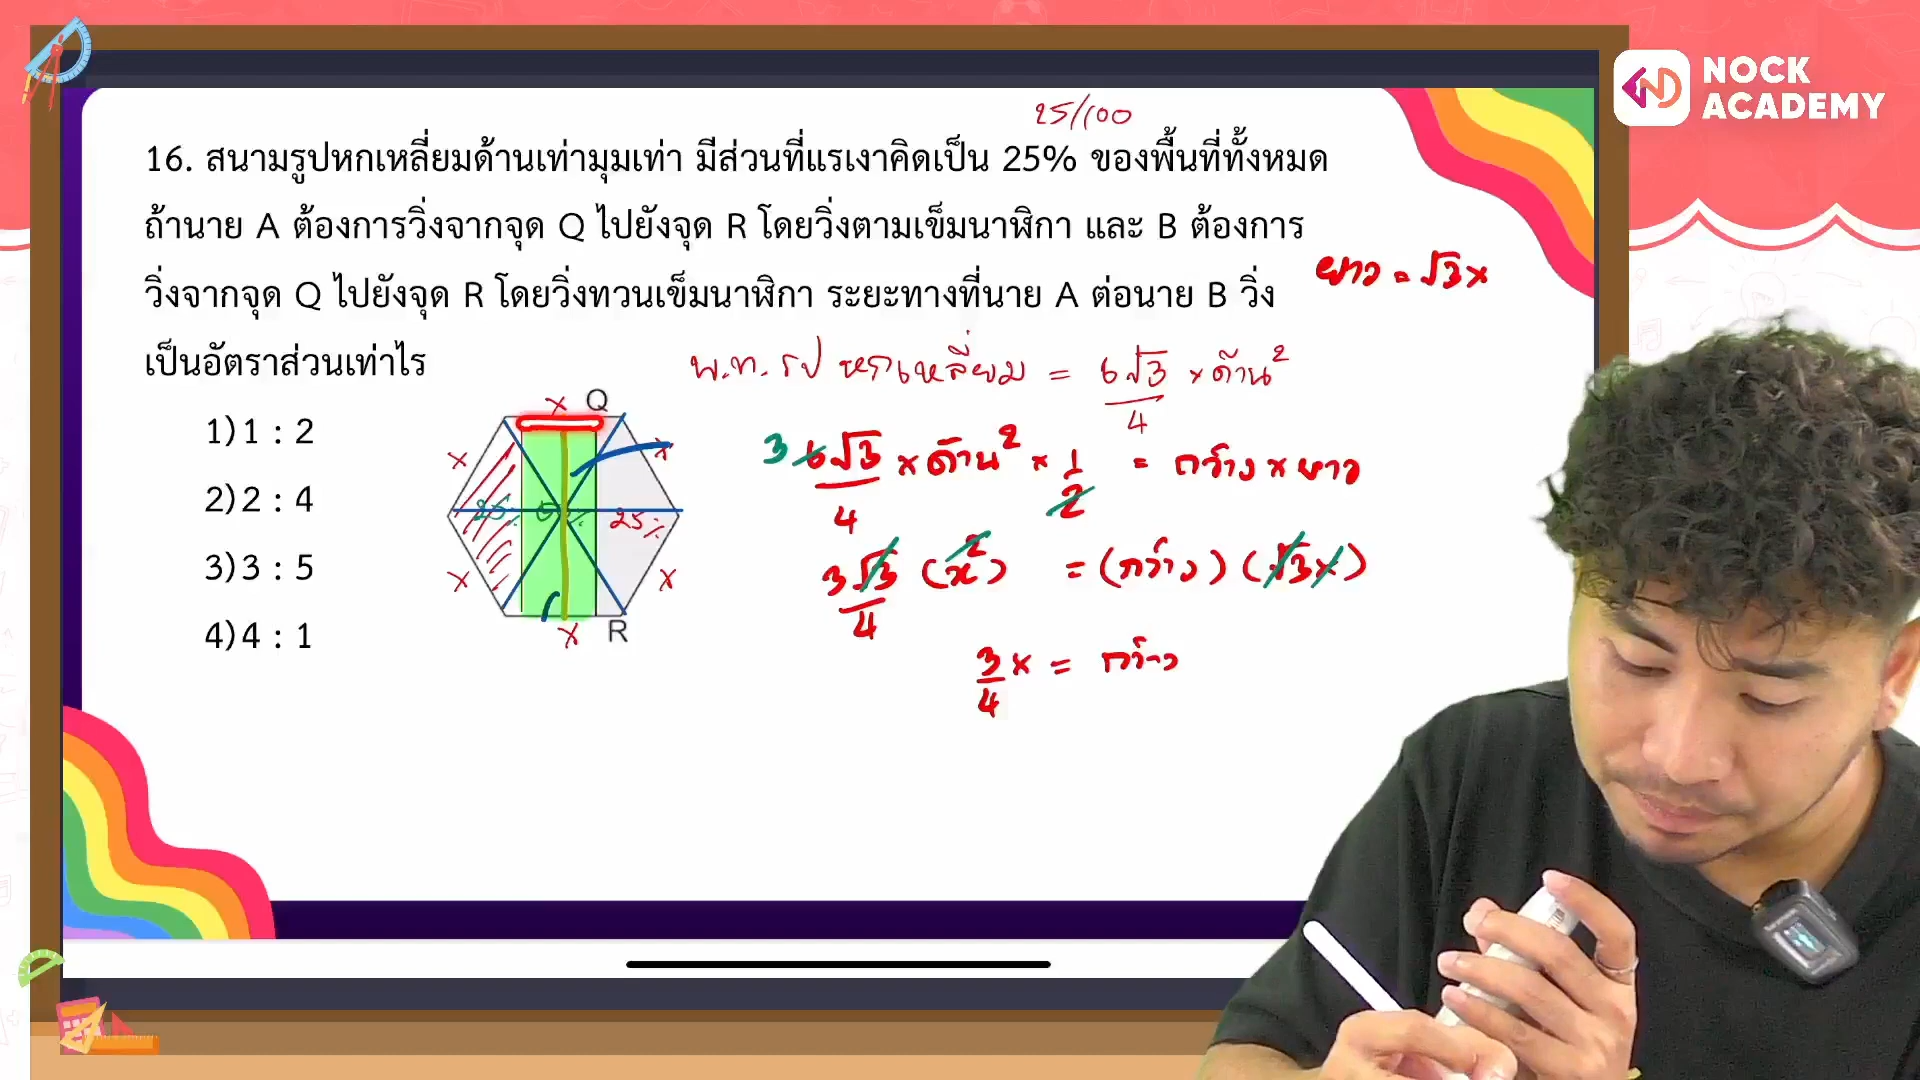 NOCK
ACADEMY
25/100
16. สนามรูปหกเหลี่ยมด้านเท่ามุมเท่า มีส่วนที่แรเงาคิดเป็น 25% ของพื้นที่ทั้งหมด
ถ้านาย A ต้องการวิ่งจากจุด Q ไปยังจุด R โดยวิ่งตามเข็มนาฬิกา และ B ต้องการ
วิ่งจากจุด Q ไปยังจุด R โดยวิ่งทวนเข็มนาฬิกา ระยะทางที่นาย A ต่อนาย B วิ่ง
เป็นอัตราส่วนเท่าไร
ยาว = √3x
พ.ท. รูป หกเหลี่ยม = 6√3/4 × ด้าน²
1) 1 : 2
2) 2 : 4
3) 3 : 5
4) 4 : 1
x Q
x x
25% 25%
x x
x R
3 6√3/4 × ด้าน² × 1/2 = กว้าง × ยาว
3√3/4 (x²) = (กว้าง) (√3x)
3/4 x = กว้าง